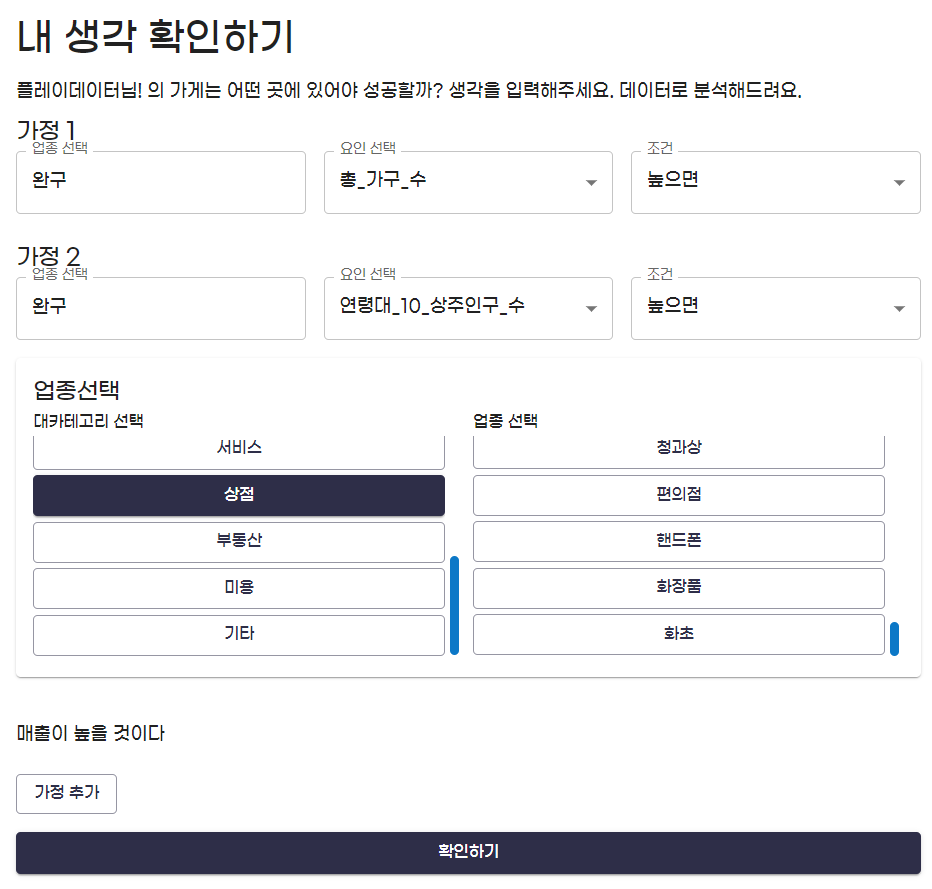 내 생각 확인하기
플레이데이터님! 의 가게는 어떤 곳에 있어야 성공할까? 생각을 입력해주세요. 데이터로 분석해드려요.
가정 1
업종 선택 요인 선택 조건
완구 총_가구_수 높으면
가정 2
업종 선택 요인 선택 조건
완구 연령대_10_상주인구_수 높으면
업종선택
대카테고리 선택 업종 선택
서비스 청과상
상점 편의점
부동산 핸드폰
미용 화장품
기타 화초
매출이 높을 것이다
가정 추가
확인하기